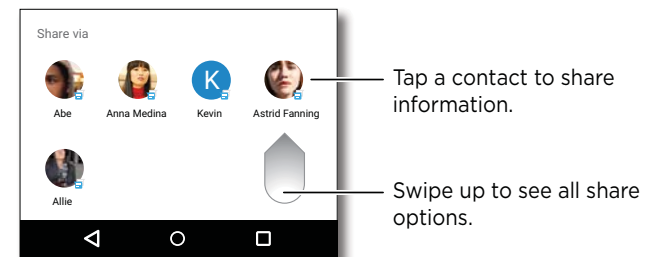 Share via
K
Abe
Anna Medina
Kevin
Astrid Fanning
Tap a contact to share
information.
Allie
Swipe up to see all share
options.